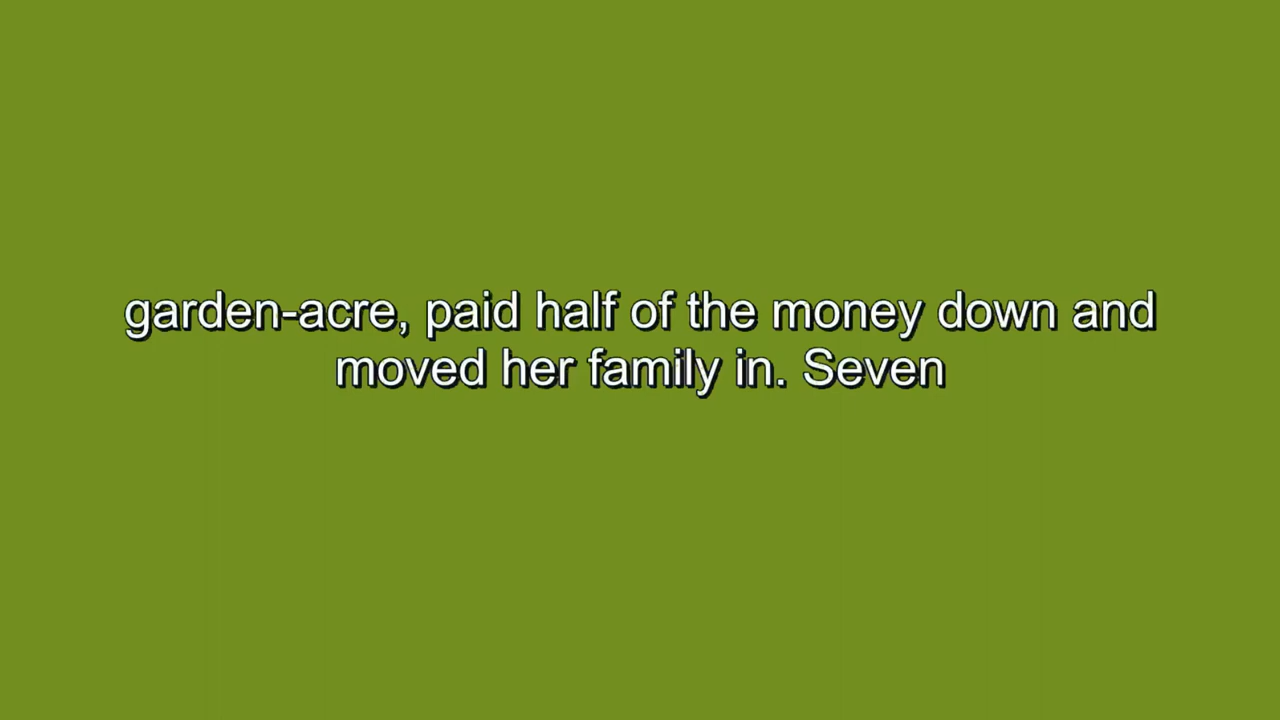 garden-acre, paid half of the money down and
moved her family in. Seven